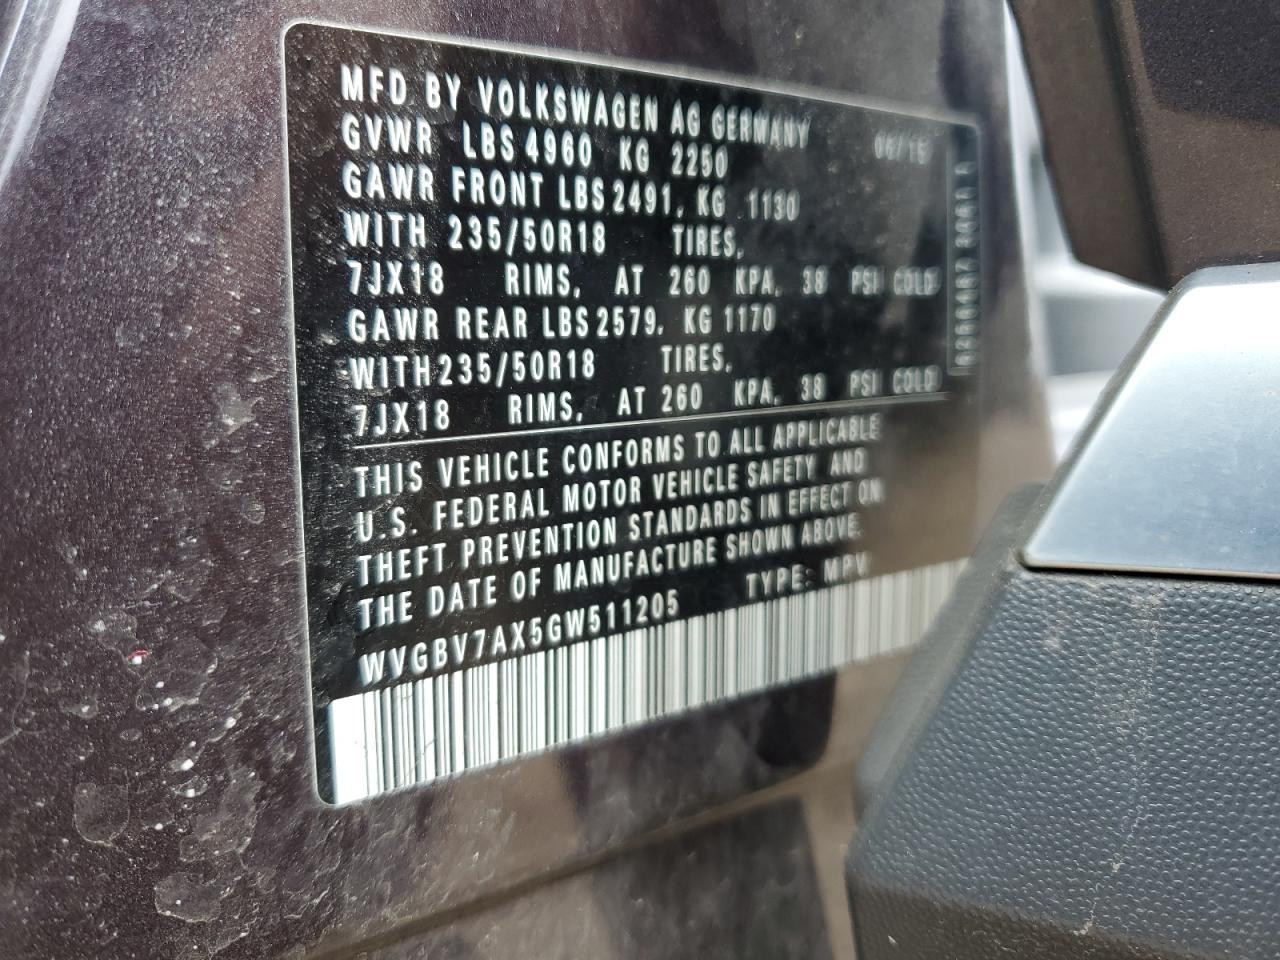 MFD BY VOLKSWAGEN AG GERMANY 06/15
GVWR LBS 4960 KG 2250
GAWR FRONT LBS 2491, KG 1130
WITH 235/50R18 TIRES,
7JX18 RIMS, AT 260 KPA, 38 PSI COLD
GAWR REAR LBS 2579, KG 1170
WITH 235/50R18 TIRES,
7JX18 RIMS, AT 260 KPA, 38 PSI COLD
THIS VEHICLE CONFORMS TO ALL APPLICABLE
U.S. FEDERAL MOTOR VEHICLE SAFETY AND
THEFT PREVENTION STANDARDS IN EFFECT ON
THE DATE OF MANUFACTURE SHOWN ABOVE.
WVGBV7AX5GW511205 TYPE: MPV